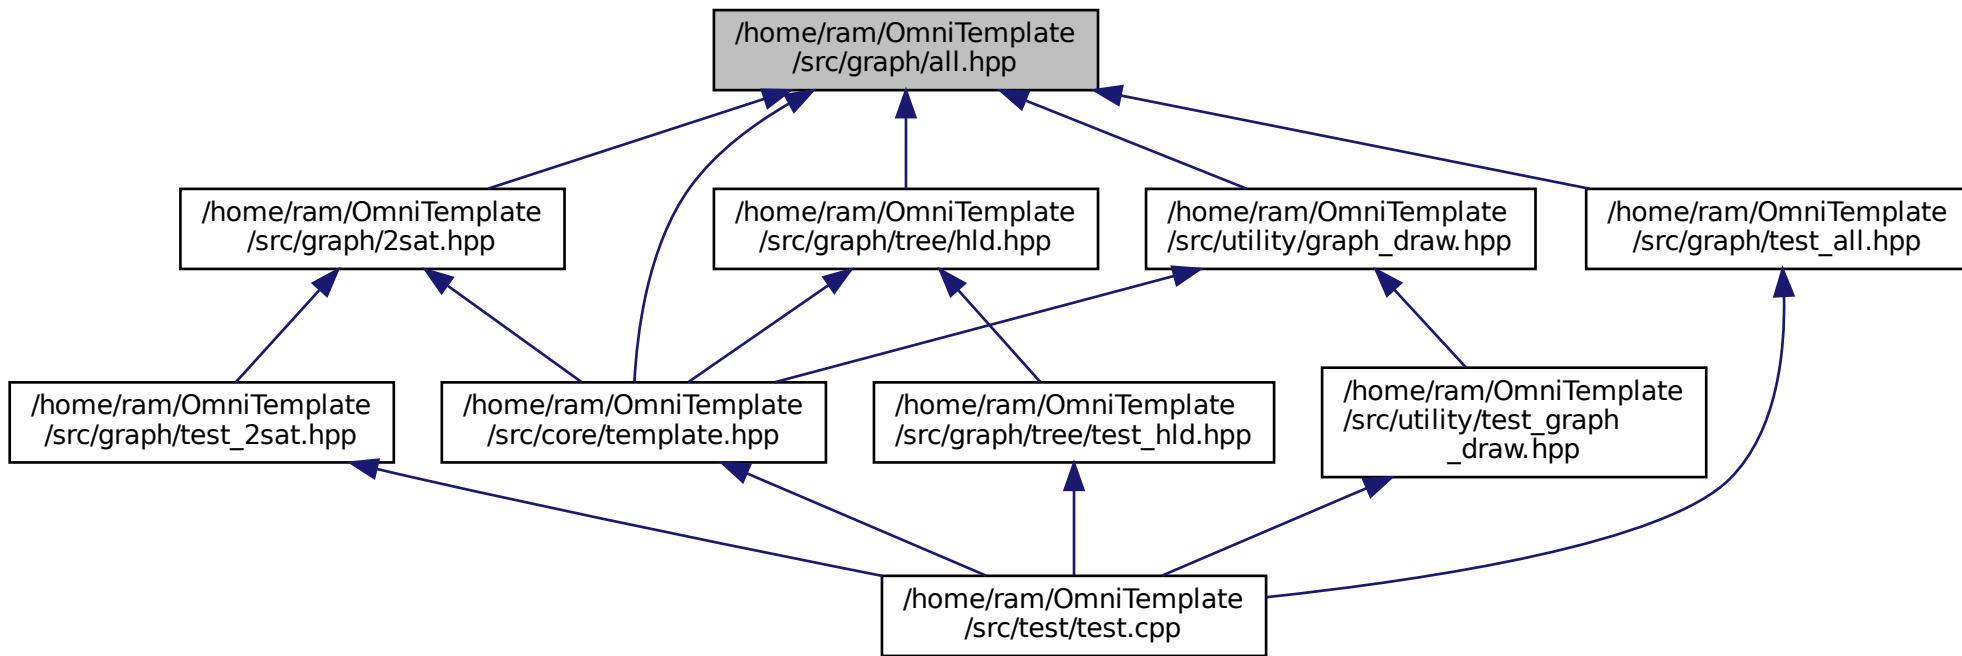 /home/ram/OmniTemplate
/src/graph/all.hpp
/home/ram/OmniTemplate
/src/graph/2sat.hpp
/home/ram/OmniTemplate
/src/graph/tree/hld.hpp
/home/ram/OmniTemplate
/src/utility/graph_draw.hpp
/home/ram/OmniTemplate
/src/graph/test_all.hpp
/home/ram/OmniTemplate
/src/graph/test_2sat.hpp
/home/ram/OmniTemplate
/src/core/template.hpp
/home/ram/OmniTemplate
/src/graph/tree/test_hld.hpp
/home/ram/OmniTemplate
/src/utility/test_graph
_draw.hpp
/home/ram/OmniTemplate
/src/test/test.cpp